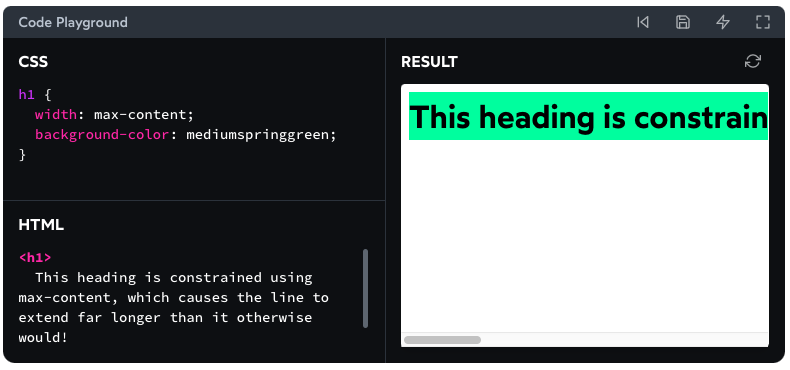 Code Playground
CSS
h1 {
  width: max-content;
  background-color: mediumspringgreen;
}
HTML
<h1>
  This heading is constrained using
max-content, which causes the line to
extend far longer than it otherwise
would!
RESULT
This heading is constrain